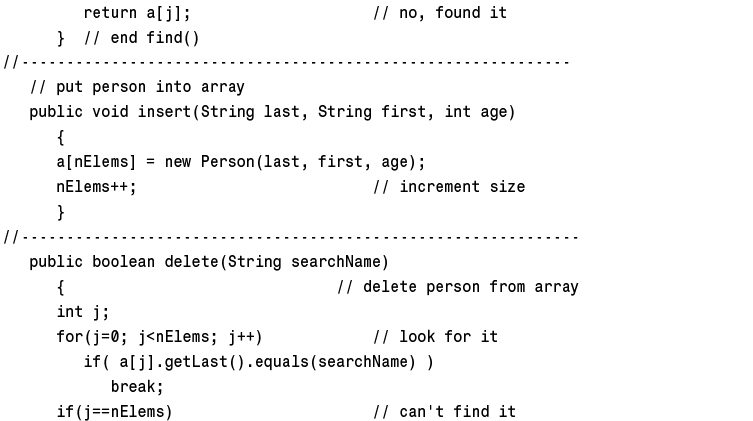 return a[j];                    // no, found it
}  // end find()
//-------------------------------------------------------------
// put person into array
public void insert(String last, String first, int age)
{
a[nElems] = new Person(last, first, age);
nElems++;                          // increment size
}
//--------------------------------------------------------------
public boolean delete(String searchName)
{                              // delete person from array
int j;
for(j=0; j<nElems; j++)            // look for it
if( a[j].getLast().equals(searchName) )
break;
if(j==nElems)                      // can't find it